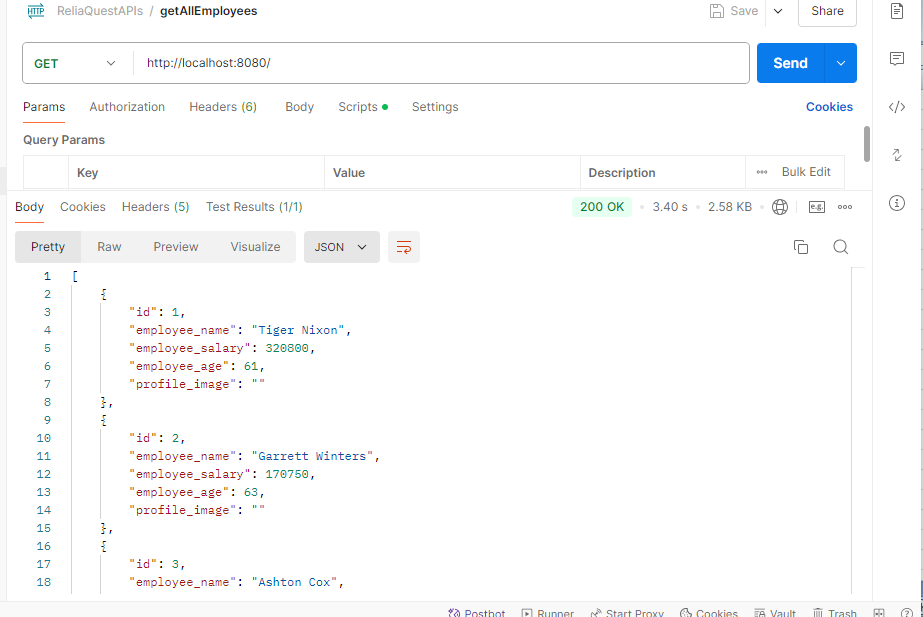 HTTP ReliaQuestAPIs / getAllEmployees Save Share
GET http://localhost:8080/ Send
Params Authorization Headers (6) Body Scripts Settings Cookies
Query Params
Key Value Description Bulk Edit
Body Cookies Headers (5) Test Results (1/1) 200 OK 3.40 s 2.58 KB e.g.
Pretty Raw Preview Visualize JSON
1 [
2 {
3 "id": 1,
4 "employee_name": "Tiger Nixon",
5 "employee_salary": 320800,
6 "employee_age": 61,
7 "profile_image": ""
8 },
9 {
10 "id": 2,
11 "employee_name": "Garrett Winters",
12 "employee_salary": 170750,
13 "employee_age": 63,
14 "profile_image": ""
15 },
16 {
17 "id": 3,
18 "employee_name": "Ashton Cox",
Postbot Runner Start Proxy Cookies Vault Trash